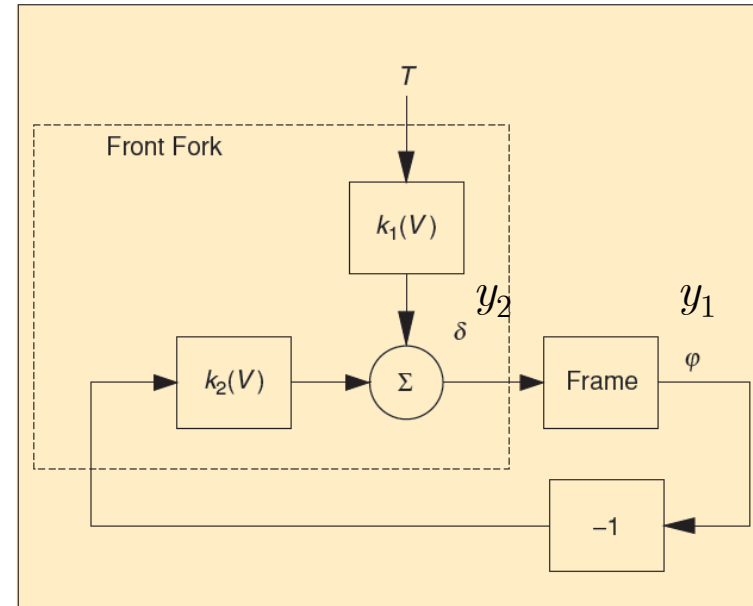 T
Front Fork
k₁(V)
y₂
y₁
δ
φ
k₂(V)
Σ
Frame
−1